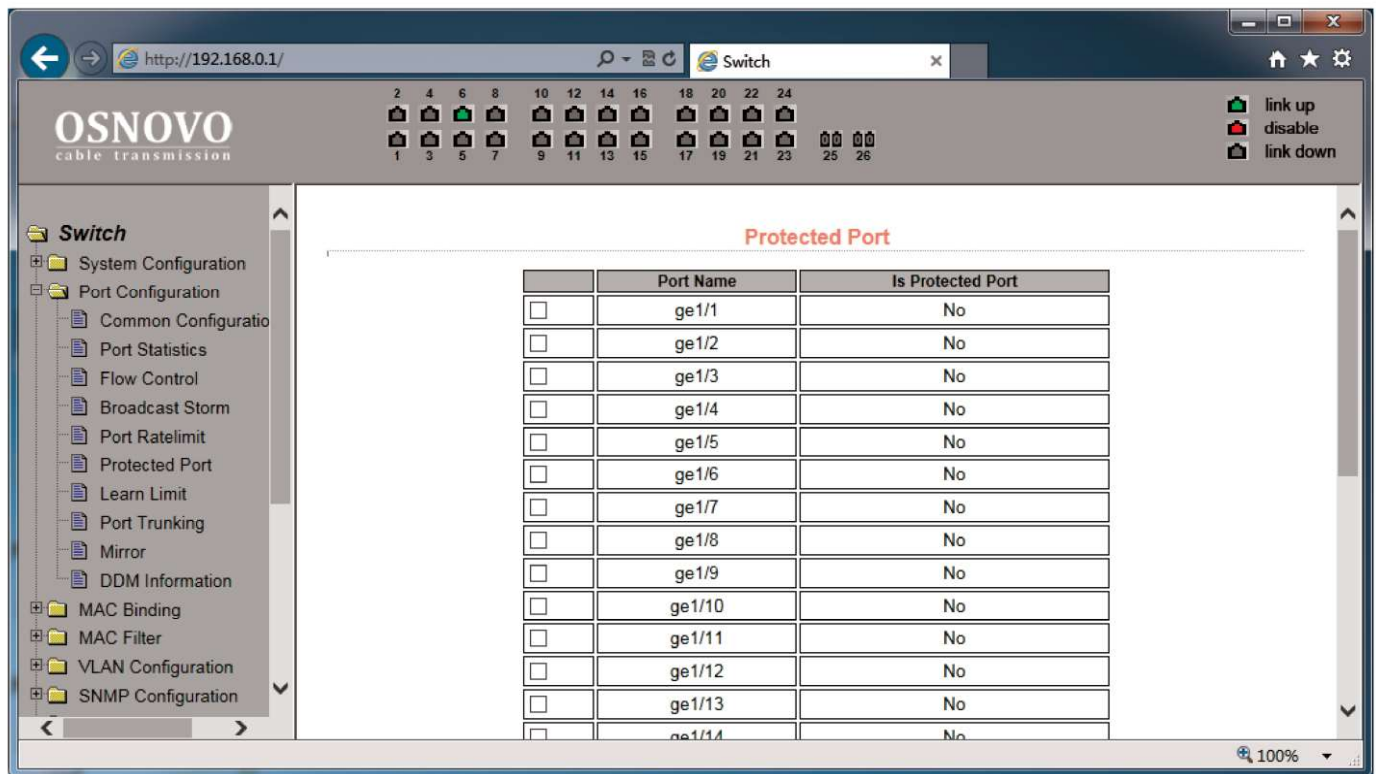 http://192.168.0.1/
Switch
OSNOVO
cable transmission
2 4 6 8 10 12 14 16 18 20 22 24
1 3 5 7 9 11 13 15 17 19 21 23 25 26
link up
disable
link down
Switch
System Configuration
Port Configuration
Common Configuratio
Port Statistics
Flow Control
Broadcast Storm
Port Ratelimit
Protected Port
Learn Limit
Port Trunking
Mirror
DDM Information
MAC Binding
MAC Filter
VLAN Configuration
SNMP Configuration
Protected Port
Port Name Is Protected Port
ge1/1 No
ge1/2 No
ge1/3 No
ge1/4 No
ge1/5 No
ge1/6 No
ge1/7 No
ge1/8 No
ge1/9 No
ge1/10 No
ge1/11 No
ge1/12 No
ge1/13 No
ge1/14 No
100%